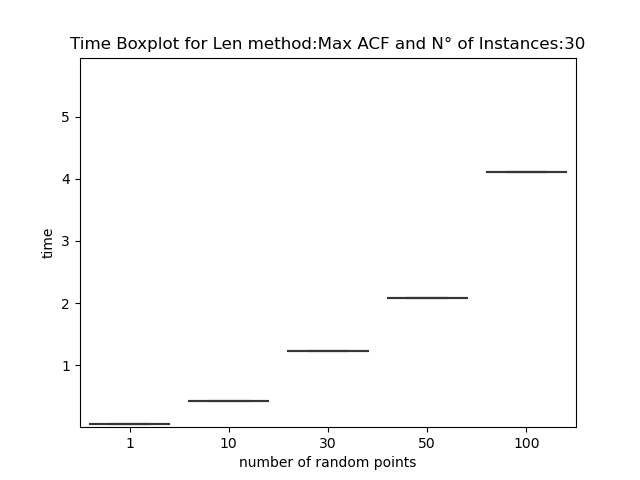 Time Boxplot for Len method:Max ACF and N° of Instances:30
5
4
3
2
1
time
1 10 30 50 100
number of random points